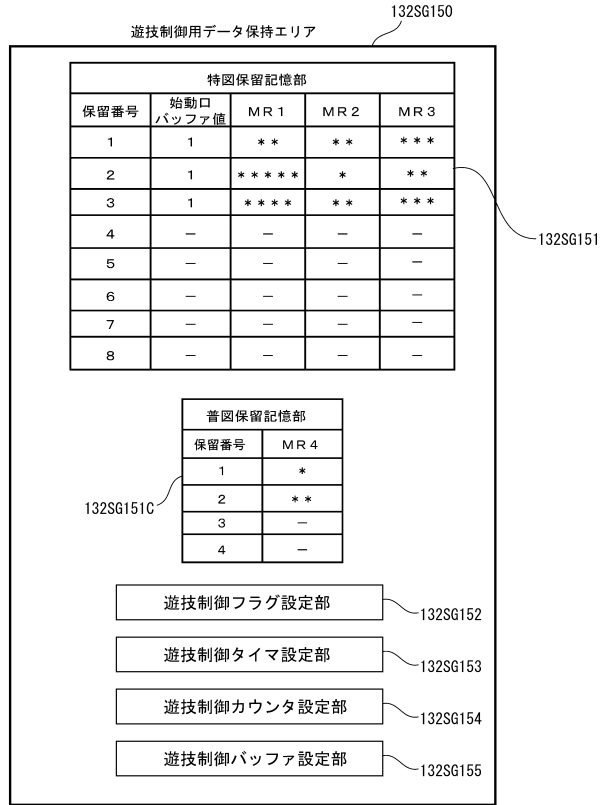 132SG150
遊技制御用データ保持エリア
特図保留記憶部
保留番号 始動口バッファ値 MR1 MR2 MR3
1 1 ** ** ***
2 1 ***** * **
3 1 **** ** ***
4 － － － －
5 － － － －
6 － － － －
7 － － － －
8 － － － －
132SG151
普図保留記憶部
保留番号 MR4
1 *
2 **
3 －
4 －
132SG151C
遊技制御フラグ設定部
132SG152
遊技制御タイマ設定部
132SG153
遊技制御カウンタ設定部
132SG154
遊技制御バッファ設定部
132SG155